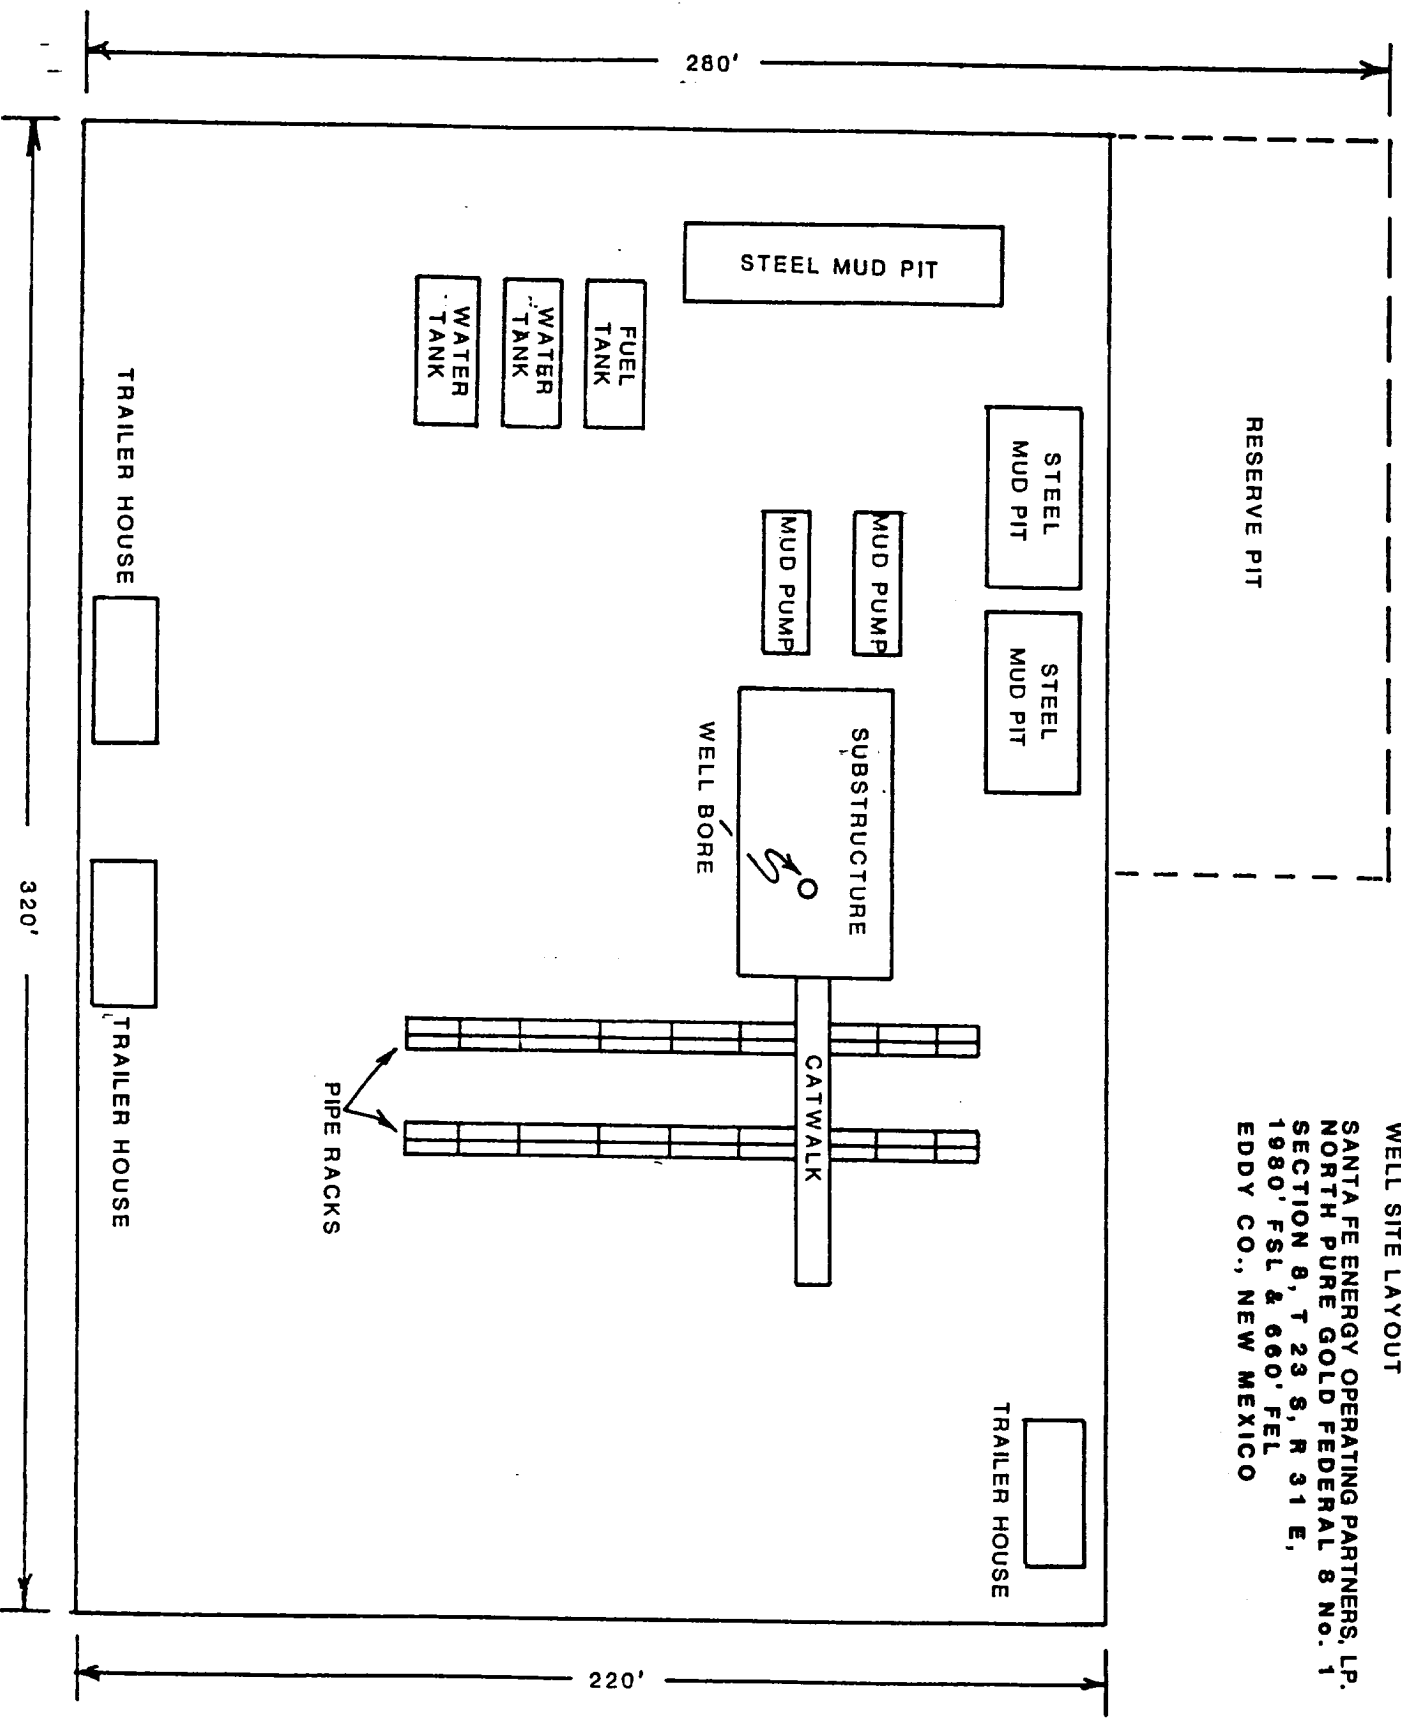 WELL SITE LAYOUT
SANTA FE ENERGY OPERATING PARTNERS, LP.
NORTH PURE GOLD FEDERAL 8 No. 1
SECTION 8, T 23 S, R 31 E,
1980' FSL & 660' FEL
EDDY CO., NEW MEXICO
280'
RESERVE PIT
STEEL MUD PIT
STEEL
MUD PIT
STEEL
MUD PIT
FUEL
TANK
WATER
TANK
WATER
TANK
MUD PUMP
MUD PUMP
SUBSTRUCTURE
WELL BORE
CATWALK
PIPE RACKS
TRAILER HOUSE
TRAILER HOUSE
TRAILER HOUSE
320'
220'